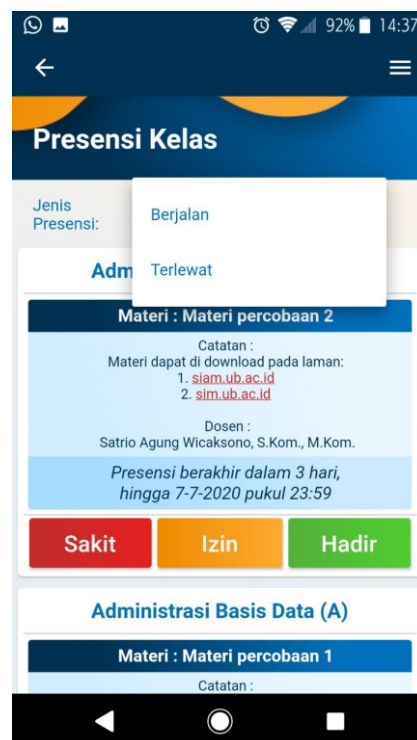 92% 14:37
Presensi Kelas
Jenis
Presensi:
Berjalan
Terlewat
Adm
Materi : Materi percobaan 2
Catatan :
Materi dapat di download pada laman:
1. siam.ub.ac.id
2. sim.ub.ac.id
Dosen :
Satrio Agung Wicaksono, S.Kom., M.Kom.
Presensi berakhir dalam 3 hari,
hingga 7-7-2020 pukul 23:59
Sakit Izin Hadir
Administrasi Basis Data (A)
Materi : Materi percobaan 1
Catatan :